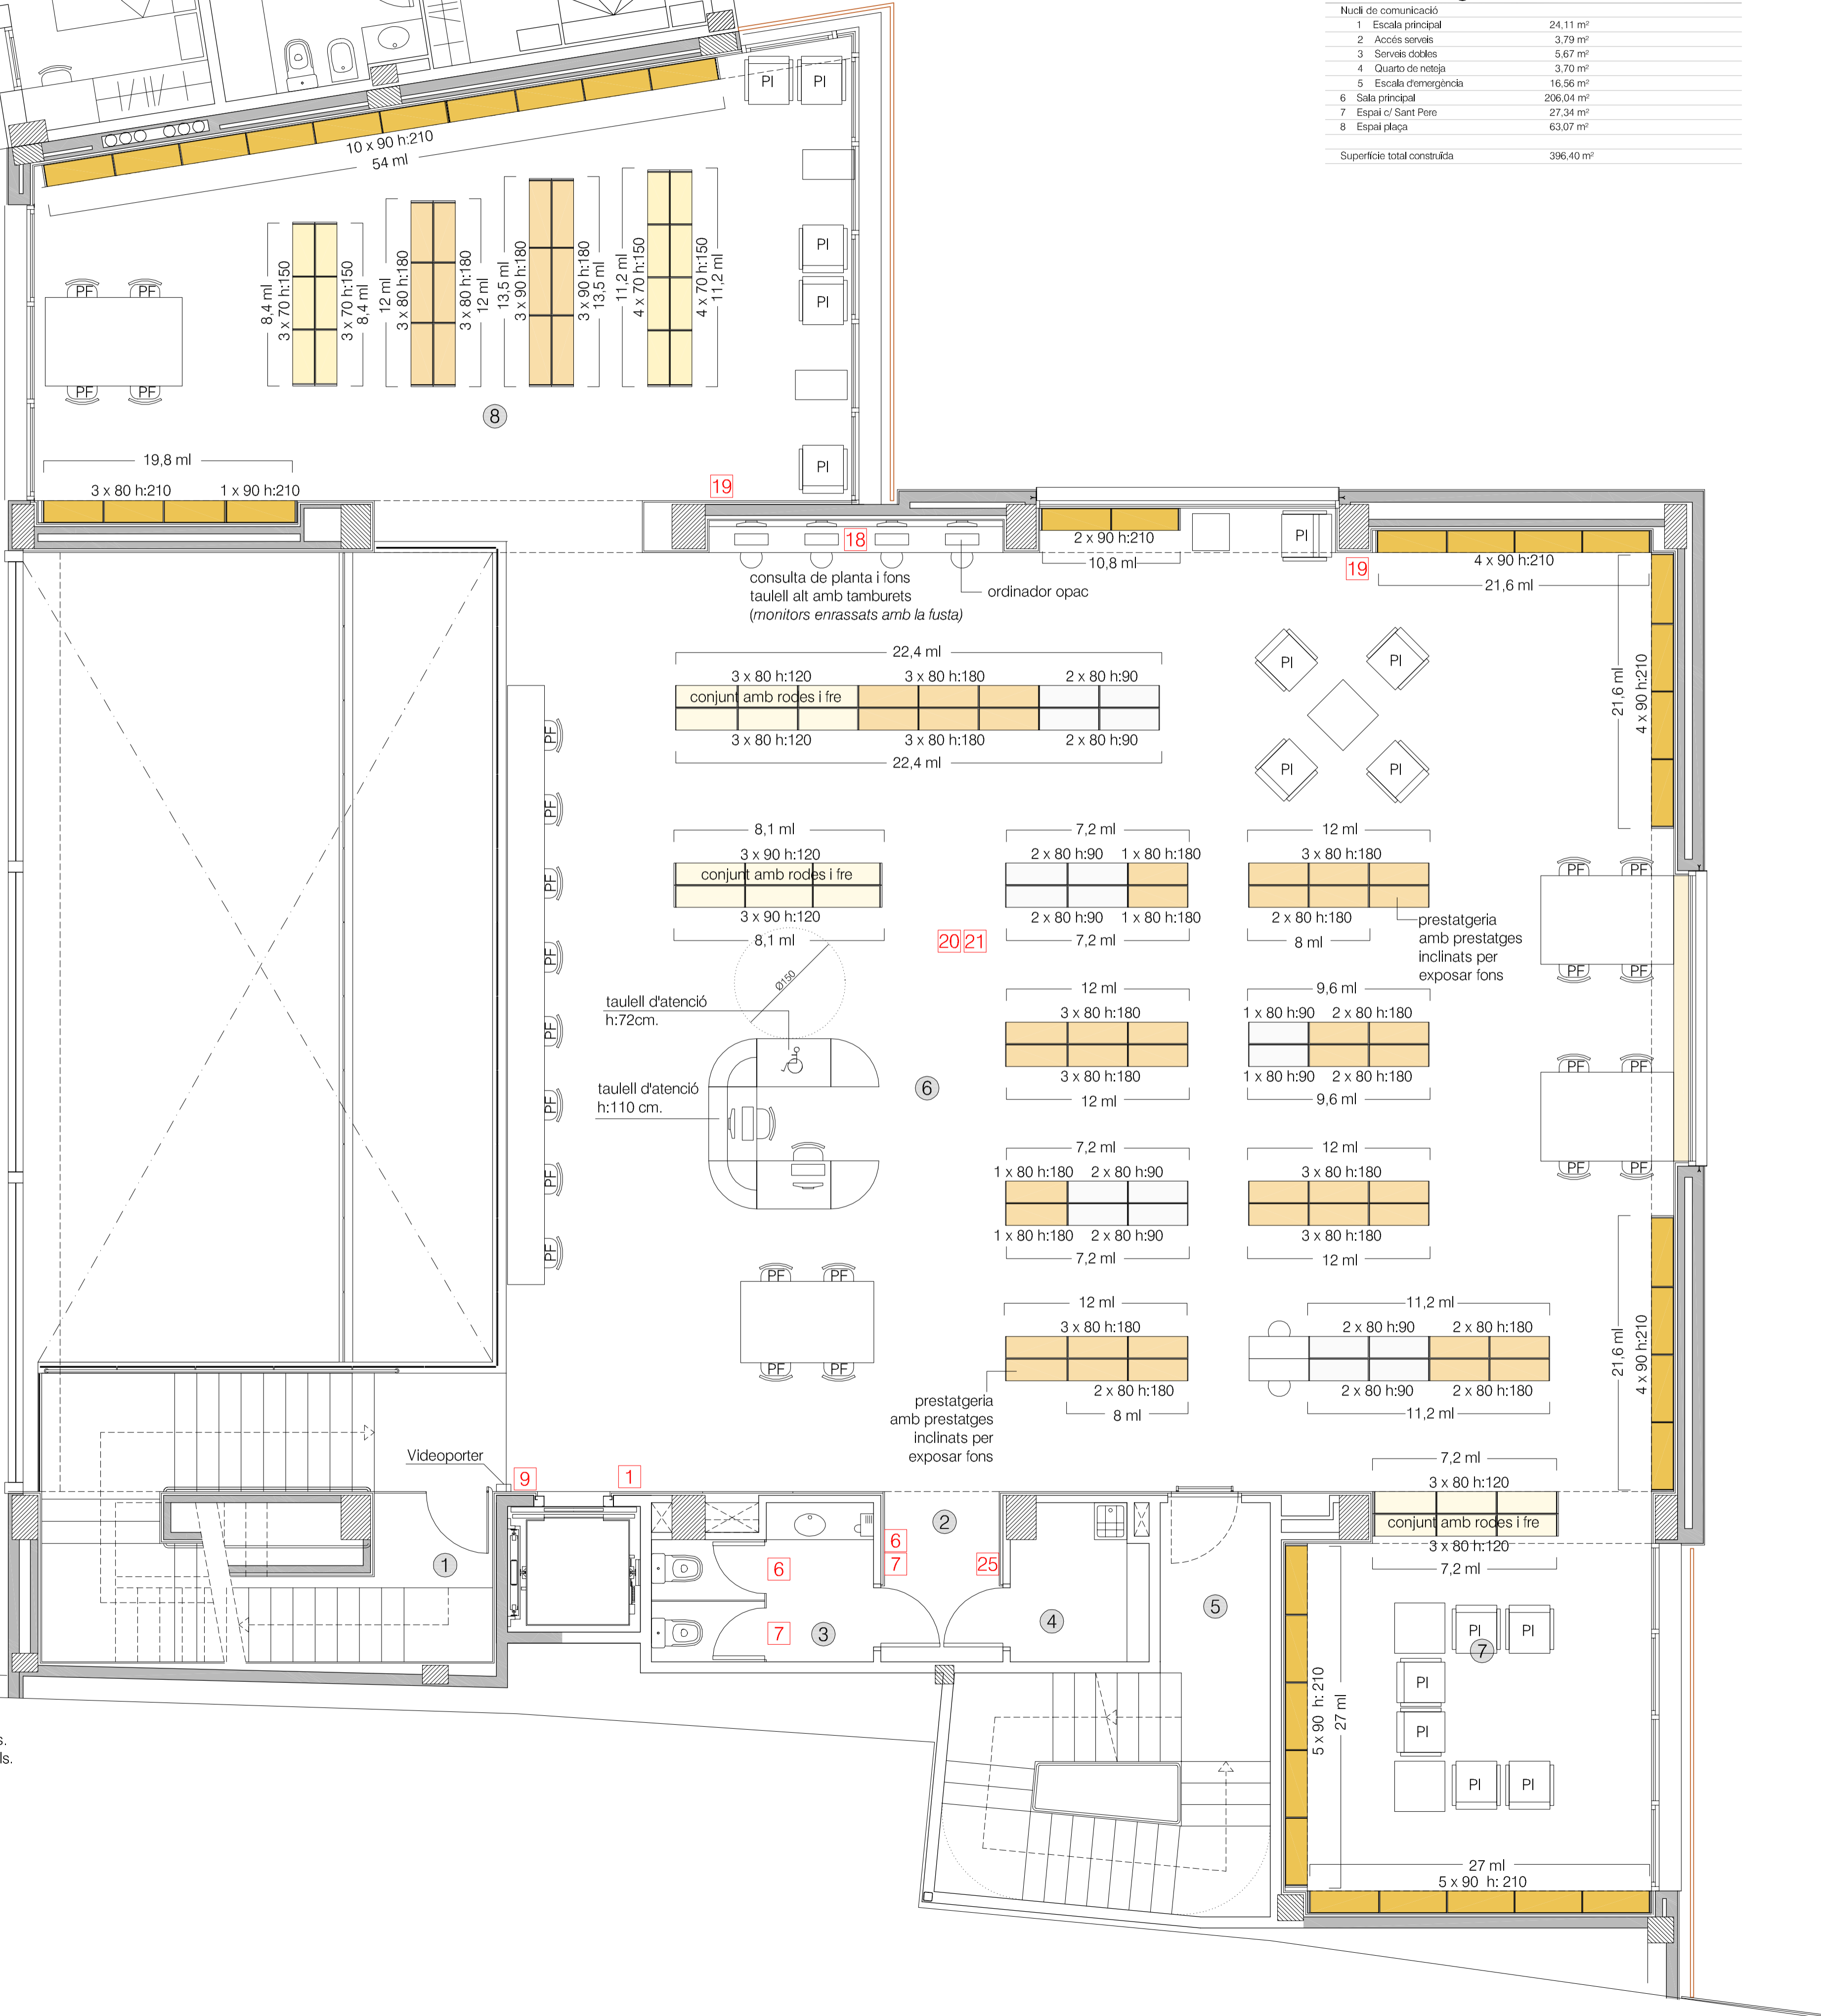 Nucli de comunicació
1 Escala principal 24,11 m²
2 Accés serveis 3,79 m²
3 Serveis dobles 5,67 m²
4 Quarto de neteja 3,70 m²
5 Escala d'emergència 16,56 m²
6 Sala principal 206,04 m²
7 Espai c/ Sant Pere 27,34 m²
8 Espai plaça 63,07 m²
Superfície total construïda 396,40 m²
PI PI
10 x 90 h:210
54 ml
8,4 ml
3 x 70 h:150
3 x 70 h:150
8,4 ml
12 ml
3 x 80 h:180
3 x 80 h:180
12 ml
13,5 ml
3 x 90 h:180
3 x 90 h:180
13,5 ml
11,2 ml
4 x 70 h:150
4 x 70 h:150
11,2 ml
PI
PI
PF PF
PF PF
8
PI
19,8 ml
3 x 80 h:210 1 x 90 h:210
19
18
2 x 90 h:210
10,8 ml
PI
19
4 x 90 h:210
21,6 ml
consulta de planta i fons
taulell alt amb tamburets
(monitors enrassats amb la fusta)
ordinador opac
21,6 ml
4 x 90 h:210
PI PI
PI PI
22,4 ml
3 x 80 h:120 3 x 80 h:180 2 x 80 h:90
conjunt amb rodes i fre
3 x 80 h:120 3 x 80 h:180 2 x 80 h:90
22,4 ml
PF
PF
PF
PF
PF
PF
PF
PF
8,1 ml
3 x 90 h:120
conjunt amb rodes i fre
3 x 90 h:120
8,1 ml
7,2 ml
2 x 80 h:90 1 x 80 h:180
2 x 80 h:90 1 x 80 h:180
7,2 ml
12 ml
3 x 80 h:180
2 x 80 h:180
8 ml
prestatgeria
amb prestatges
inclinats per
exposar fons
PF PF
PF PF
20 21
Ø150
taulell d'atenció
h:72cm.
taulell d'atenció
h:110 cm.
6
12 ml
3 x 80 h:180
3 x 80 h:180
12 ml
9,6 ml
1 x 80 h:90 2 x 80 h:180
1 x 80 h:90 2 x 80 h:180
9,6 ml
PF PF
PF PF
7,2 ml
1 x 80 h:180 2 x 80 h:90
1 x 80 h:180 2 x 80 h:90
7,2 ml
12 ml
3 x 80 h:180
3 x 80 h:180
12 ml
PF PF
PF PF
12 ml
3 x 80 h:180
2 x 80 h:180
8 ml
prestatgeria
amb prestatges
inclinats per
exposar fons
11,2 ml
2 x 80 h:90 2 x 80 h:180
2 x 80 h:90 2 x 80 h:180
11,2 ml
21,6 ml
4 x 90 h:210
Videoporter
9
1
7,2 ml
3 x 80 h:120
conjunt amb rodes i fre
3 x 80 h:120
7,2 ml
1
2
6
7
6
7
25
3
4
5
PI PI
7
PI
PI
PI PI
5 x 90 h: 210
27 ml
27 ml
5 x 90 h: 210
s.
ls.